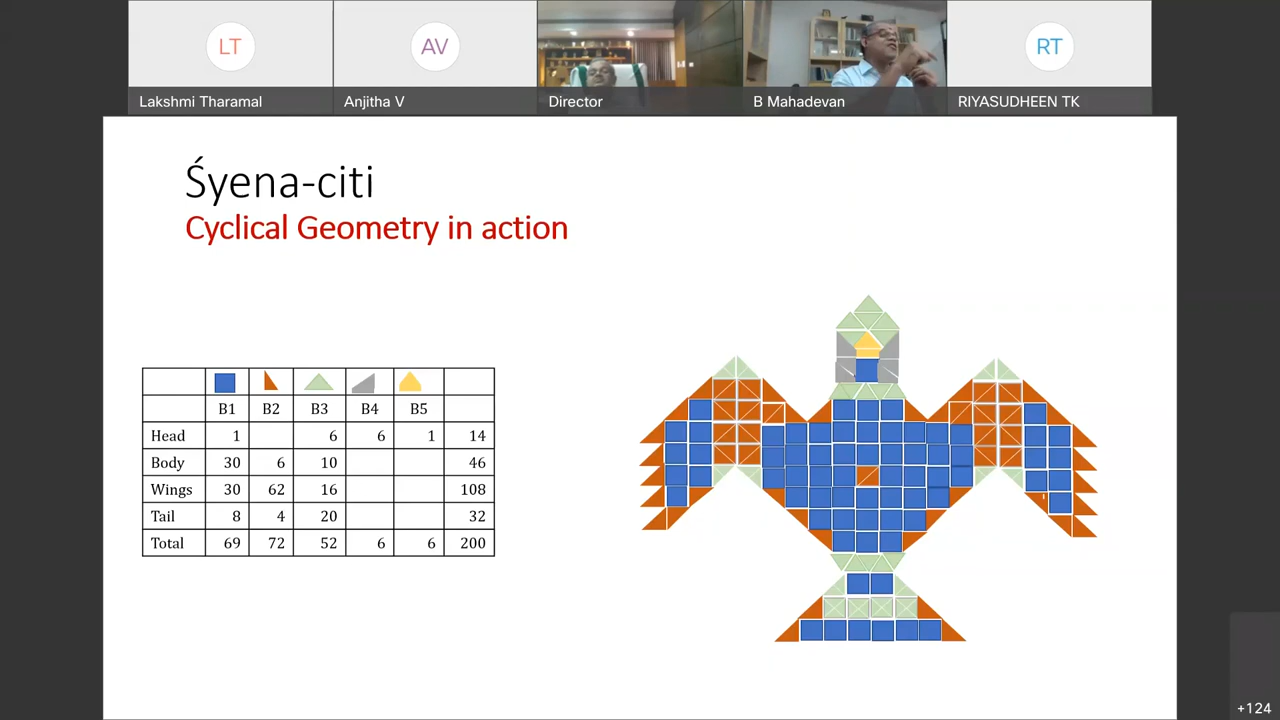 LT
AV
RT
Lakshmi Tharamal
Anjitha V
Director
B Mahadevan
RIYASUDHEEN TK
Śyena-citi
Cyclical Geometry in action
B1 B2 B3 B4 B5
Head 1 6 6 1 14
Body 30 6 10 46
Wings 30 62 16 108
Tail 8 4 20 32
Total 69 72 52 6 6 200
+124